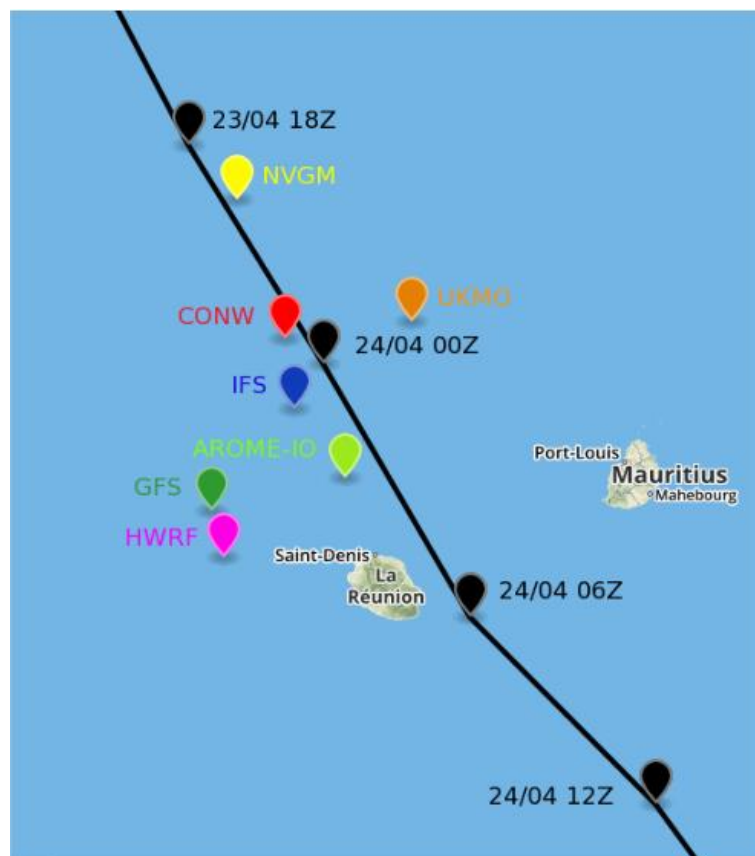 23/04 18Z
NVGM
UKMO
CONW
24/04 00Z
IFS
AROME-IO
Port-Louis
Mauritius
Mahebourg
GFS
HWRF
Saint-Denis
La
Réunion
24/04 06Z
24/04 12Z